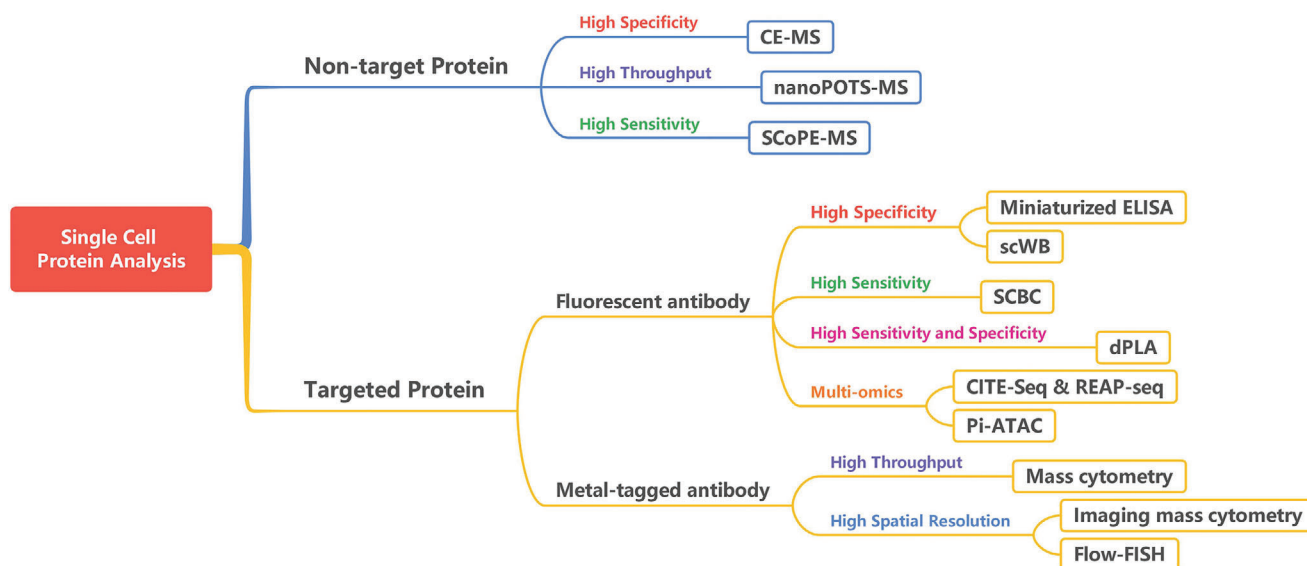 High Specificity
CE-MS
Non-target Protein
High Throughput
nanoPOTS-MS
High Sensitivity
SCoPE-MS
Single Cell
Protein Analysis
High Specificity
Miniaturized ELISA
scWB
Fluorescent antibody
High Sensitivity
SCBC
High Sensitivity and Specificity
dPLA
Targeted Protein
Multi-omics
CITE-Seq & REAP-seq
Pi-ATAC
Metal-tagged antibody
High Throughput
Mass cytometry
High Spatial Resolution
Imaging mass cytometry
Flow-FISH